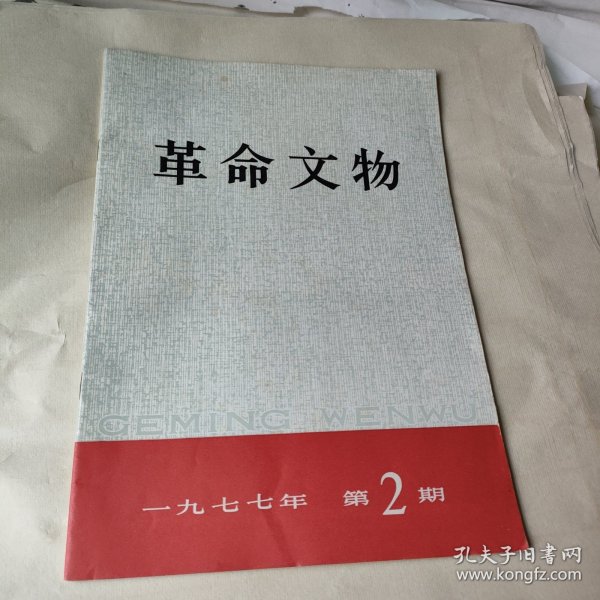 革命文物
GEMING WENWU
一九七七年 第2期
孔夫子旧书网
www.kongfz.com